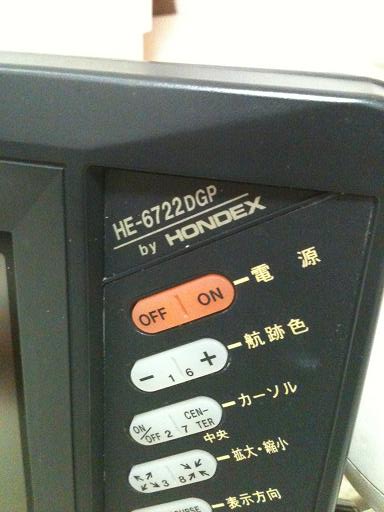 HE-6722DGP
by HONDEX
電源
OFF ON
航跡色
- 1 6 +
カーソル
ON/OFF 2 7 CEN-TER
中央
拡大・縮小
3 8
表示方向